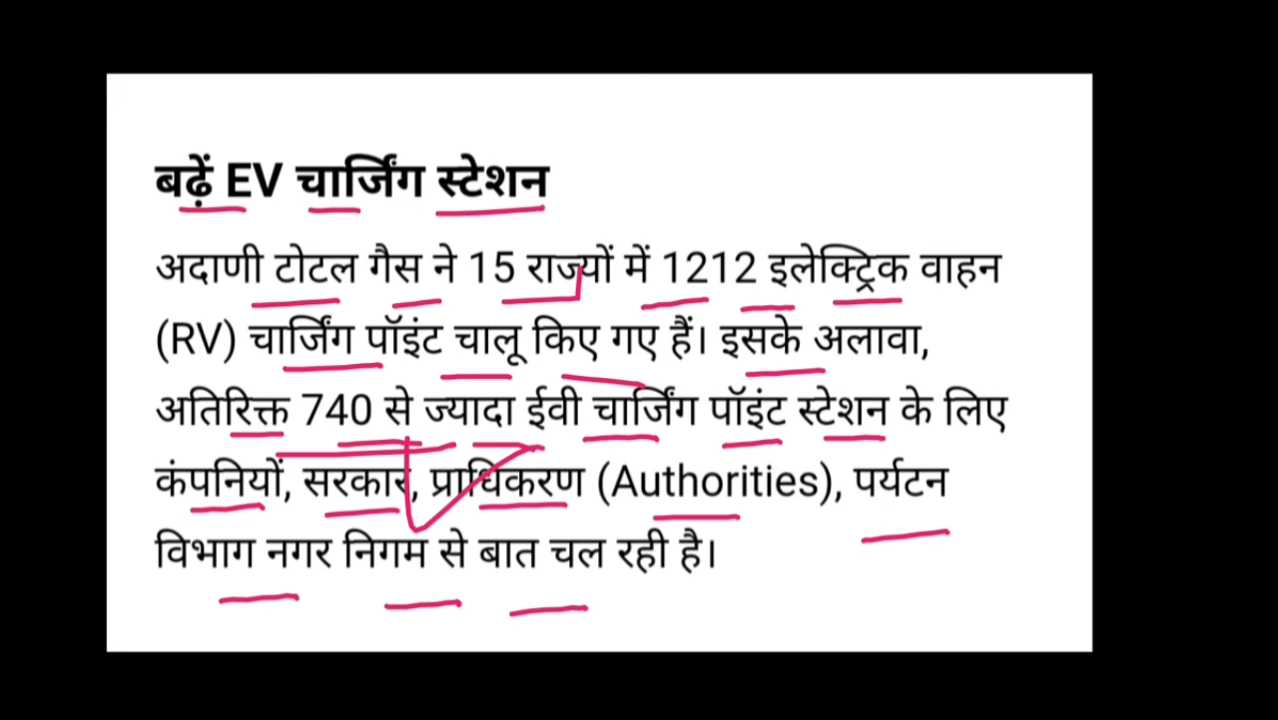 बढ़ें EV चार्जिंग स्टेशन
अदाणी टोटल गैस ने 15 राज्यों में 1212 इलेक्ट्रिक वाहन
(RV) चार्जिंग पॉइंट चालू किए गए हैं। इसके अलावा,
अतिरिक्त 740 से ज्यादा ईवी चार्जिंग पॉइंट स्टेशन के लिए
कंपनियों, सरकार, प्राधिकरण (Authorities), पर्यटन
विभाग नगर निगम से बात चल रही है।